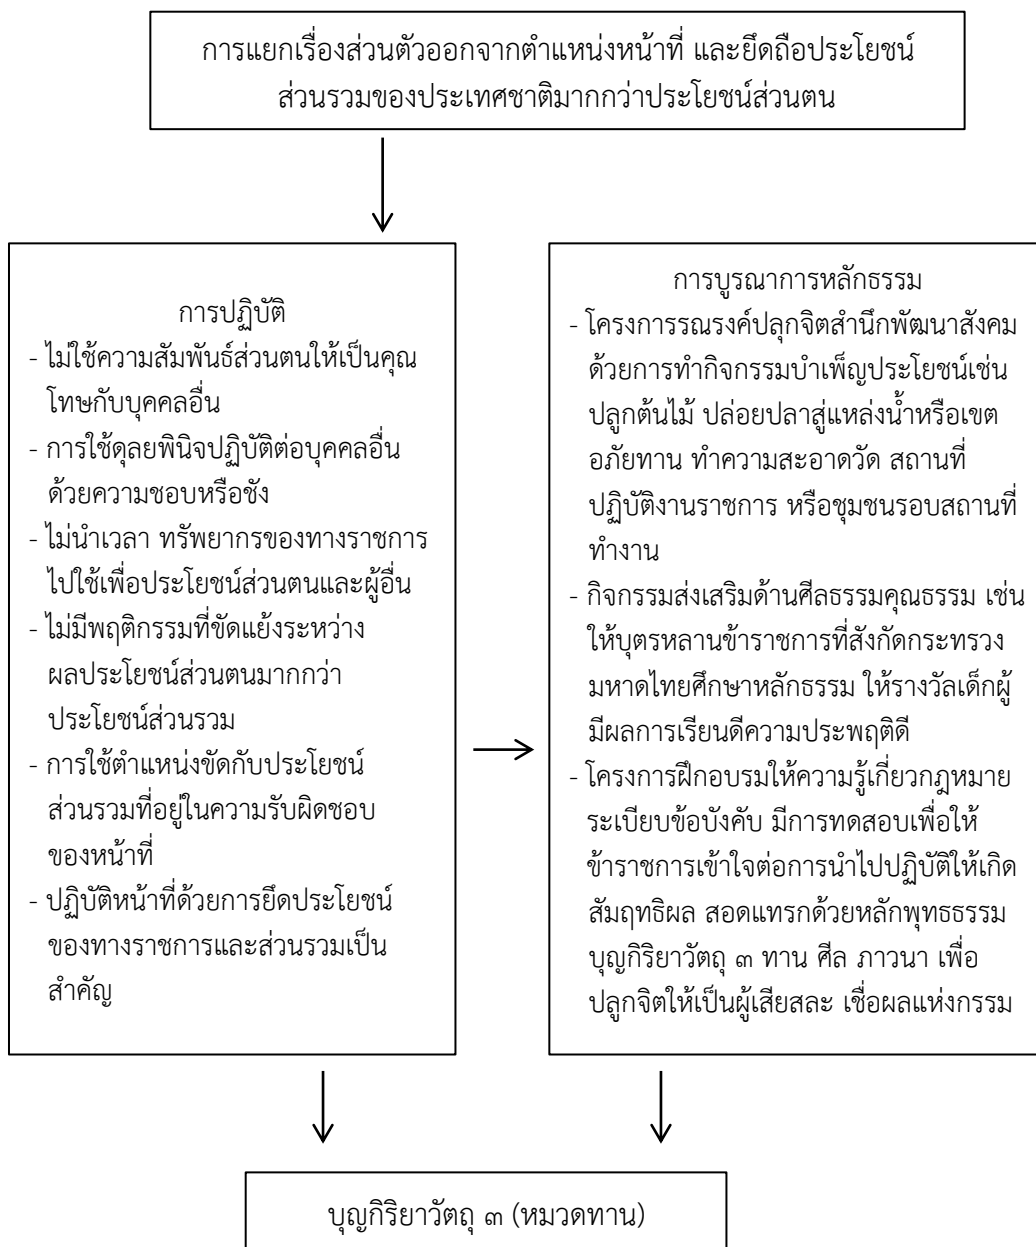 การแยกเรื่องส่วนตัวออกจากตำแหน่งหน้าที่ และยึดถือประโยชน์
ส่วนรวมของประเทศชาติมากกว่าประโยชน์ส่วนตน
การปฏิบัติ
- ไม่ใช้ความสัมพันธ์ส่วนตนให้เป็นคุณ
โทษกับบุคคลอื่น
- การใช้ดุลยพินิจปฏิบัติต่อบุคคลอื่น
ด้วยความชอบหรือชัง
- ไม่นำเวลา ทรัพยากรของทางราชการ
ไปใช้เพื่อประโยชน์ส่วนตนและผู้อื่น
- ไม่มีพฤติกรรมที่ขัดแย้งระหว่าง
ผลประโยชน์ส่วนตนมากกว่า
ประโยชน์ส่วนรวม
- การใช้ตำแหน่งขัดกับประโยชน์
ส่วนรวมที่อยู่ในความรับผิดชอบ
ของหน้าที่
- ปฏิบัติหน้าที่ด้วยการยึดประโยชน์
ของทางราชการและส่วนรวมเป็น
สำคัญ
การบูรณาการหลักธรรม
- โครงการรณรงค์ปลุกจิตสำนึกพัฒนาสังคม
ด้วยการทำกิจกรรมบำเพ็ญประโยชน์เช่น
ปลูกต้นไม้ ปล่อยปลาสู่แหล่งน้ำหรือเขต
อภัยทาน ทำความสะอาดวัด สถานที่
ปฏิบัติงานราชการ หรือชุมชนรอบสถานที่
ทำงาน
- กิจกรรมส่งเสริมด้านศีลธรรมคุณธรรม เช่น
ให้บุตรหลานข้าราชการที่สังกัดกระทรวง
มหาดไทยศึกษาหลักธรรม ให้รางวัลเด็กผู้
มีผลการเรียนดีความประพฤติดี
- โครงการฝึกอบรมให้ความรู้เกี่ยวกฎหมาย
ระเบียบข้อบังคับ มีการทดสอบเพื่อให้
ข้าราชการเข้าใจต่อการนำไปปฏิบัติให้เกิด
สัมฤทธิผล สอดแทรกด้วยหลักพุทธธรรม
บุญกิริยาวัตถุ ๓ ทาน ศีล ภาวนา เพื่อ
ปลูกจิตให้เป็นผู้เสียสละ เชื่อผลแห่งกรรม
บุญกิริยาวัตถุ ๓ (หมวดทาน)